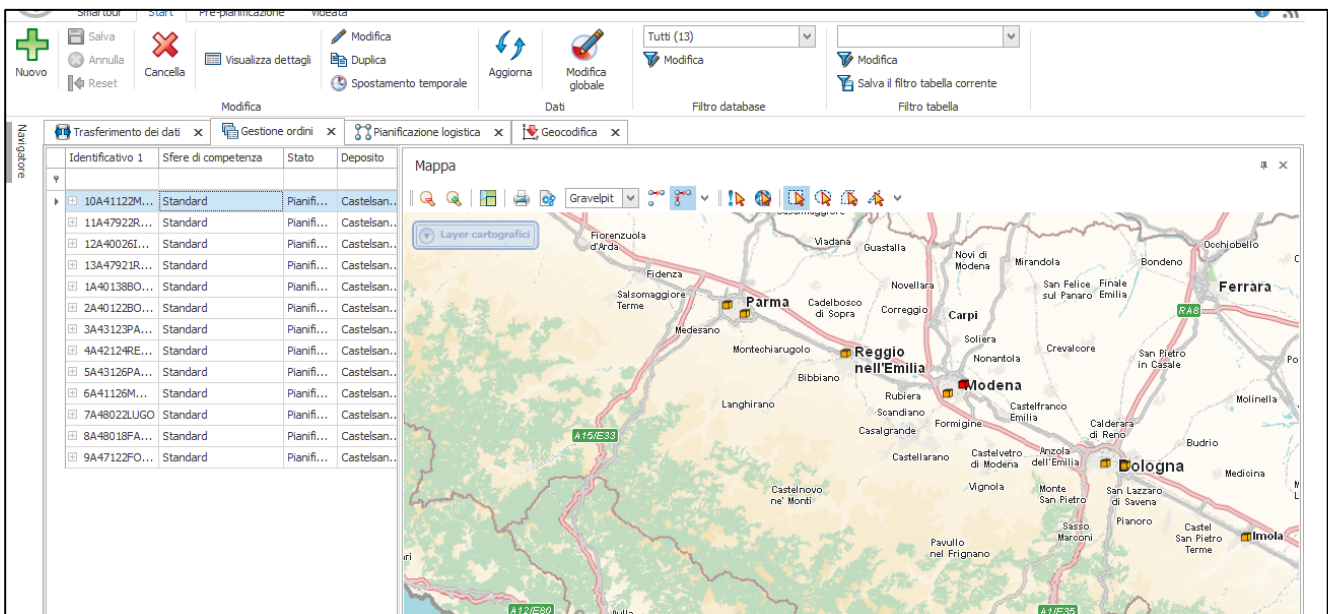 Smartour Start Pre-pianificazione Videata
Nuovo
Salva
Annulla
Reset
Cancella
Visualizza dettagli
Modifica
Duplica
Spostamento temporale
Modifica
Aggiorna
Modifica globale
Dati
Tutti (13)
Modifica
Filtro database
Modifica
Salva il filtro tabella corrente
Filtro tabella
Navigatore
Trasferimento dei dati x Gestione ordini x Pianificazione logistica x Geocodifica x
Identificativo 1 Sfere di competenza Stato Deposito
10A41122M... Standard Pianifi... Castelsan...
11A47922R... Standard Pianifi... Castelsan...
12A40026I... Standard Pianifi... Castelsan...
13A47921R... Standard Pianifi... Castelsan...
1A40138BO... Standard Pianifi... Castelsan...
2A40122BO... Standard Pianifi... Castelsan...
3A43123PA... Standard Pianifi... Castelsan...
4A42124RE... Standard Pianifi... Castelsan...
5A43126PA... Standard Pianifi... Castelsan...
6A41126M... Standard Pianifi... Castelsan...
7A48022LUGO Standard Pianifi... Castelsan...
8A48018FA... Standard Pianifi... Castelsan...
9A47122FO... Standard Pianifi... Castelsan...
Mappa
Gravelpit
Layer cartografici
Fiorenzuola
d'Arda
Viadana
Guastalla
Novi di
Modena
Mirandola
Bondeno
Occhiobello
Fidenza
Salsomaggiore
Terme
Parma
Cadelbosco
di Sopra
Novellara
Correggio
Carpi
San Felice
sul Panaro
Finale
Emilia
Ferrara
RA8
Medesano
Montechiarugolo
Reggio
nell'Emilia
Soliera
Nonantola
Crevalcore
San Pietro
in Casale
Bibbiano
Modena
Langhirano
Rubiera
Scandiano
Castelfranco
Emilia
Molinella
A15/E33
Casalgrande
Formigine
Calderara
di Reno
Budrio
Castellarano
Castelvetro
di Modena
Anzola
dell'Emilia
Bologna
Medicina
Castelnovo
ne' Monti
Vignola
Monte
San Pietro
San Lazzaro
di Savena
Sasso
Marconi
Pianoro
Castel
San Pietro
Terme
Imola
Pavullo
nel Frignano
A12/E80
Aulla
A1/E35